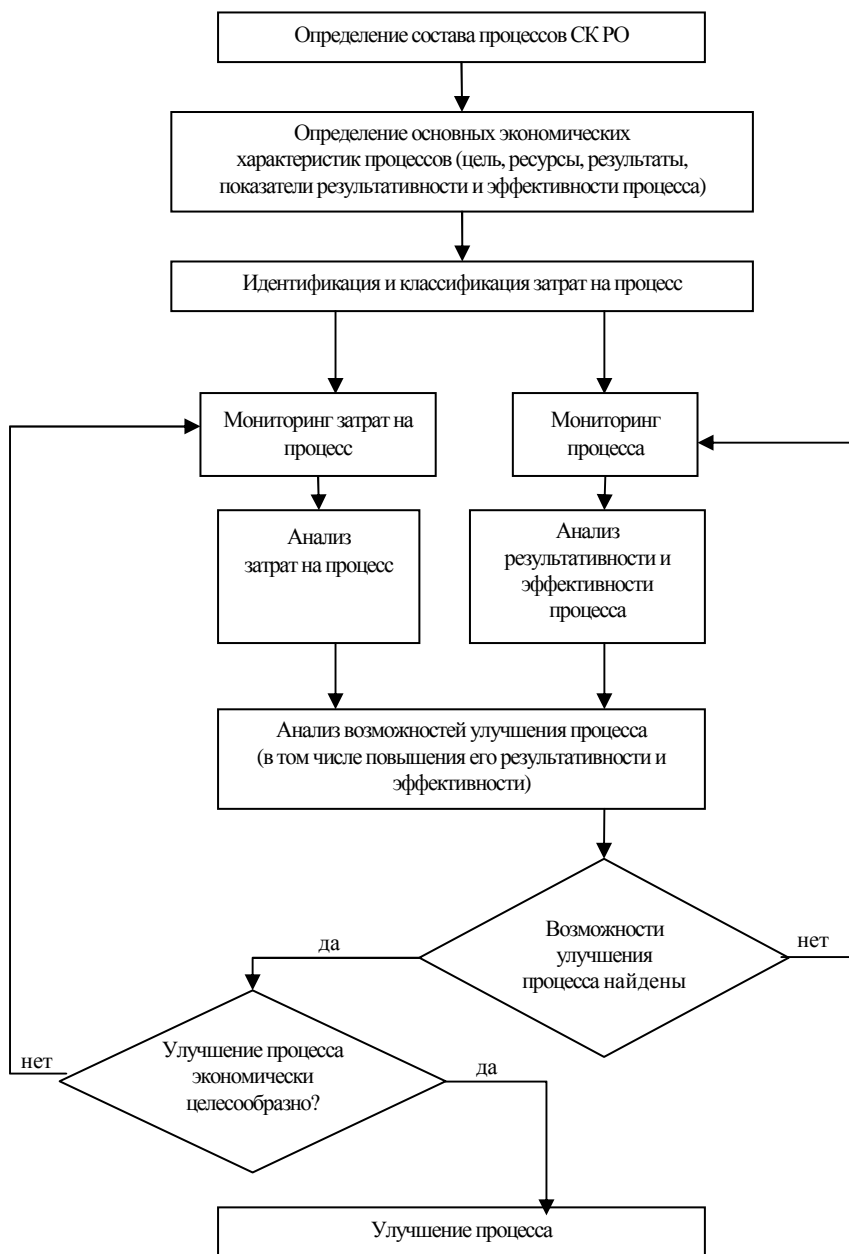 Определение состава процессов СК РО
Определение основных экономических
характеристик процессов (цель, ресурсы, результаты,
показатели результативности и эффективности процесса)
Идентификация и классификация затрат на процесс
Мониторинг затрат на
процесс
Мониторинг
процесса
Анализ
затрат на процесс
Анализ
результативности и
эффективности
процесса
Анализ возможностей улучшения процесса
(в том числе повышения его результативности и
эффективности)
Возможности
улучшения
процесса найдены
да
нет
Улучшение процесса
экономически
целесообразно?
нет
да
Улучшение процесса